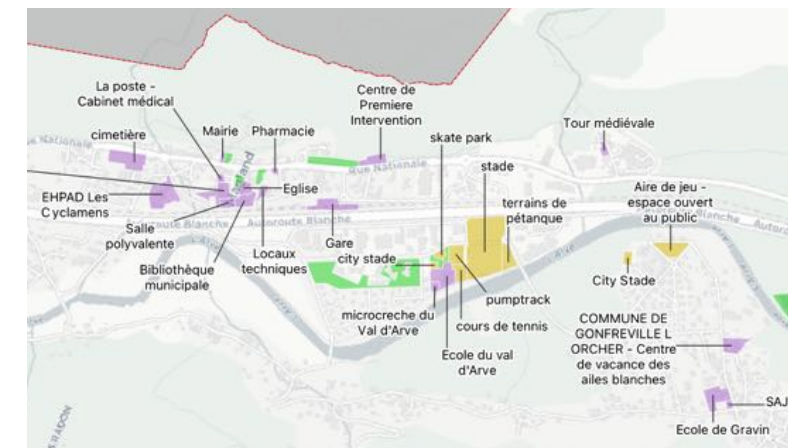 La poste -
Cabinet médical
cimetière
Mairie
Pharmacie
Centre de
Premiere
Intervention
skate park
Tour médiévale
Rue Nationale
stade
EHPAD Les
Cyclamens
Eglise
terrains de
pétanque
Aire de jeu -
espace ouvert
au public
Autoroute Blanche
Autoroute Blanche
Salle
polyvalente
Locaux
techniques
Gare
city stade
Bibliothèque
municipale
City Stade
pumptrack
microcreche du
Val d'Arve
cours de tennis
Ecole du val
d'Arve
COMMUNE DE
GONFREVILLE L
ORCHER - Centre
de vacance des
ailes blanches
SAJ
Ecole de Gravin